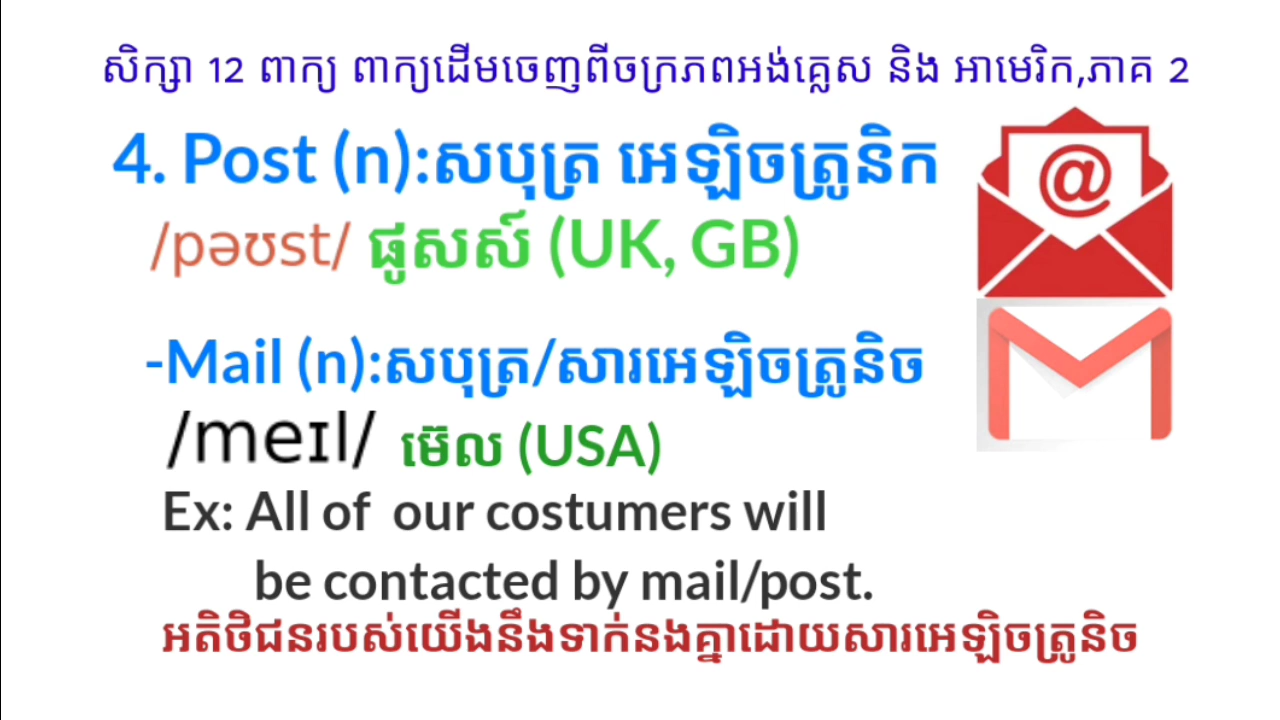 សិក្សា 12 ពាក្យ ពាក្យដើមចេញពីចក្រភពអង់គ្លេស និង អាមេរិក,ភាគ 2
4. Post (n):សបុត្រ អេឡិចត្រូនិក
@
/pəʊst/ ផូសស៍ (UK, GB)
-Mail (n):សបុត្រ/សារអេឡិចត្រូនិច
/meɪl/ ម៉េល (USA)
Ex: All of our costumers will
be contacted by mail/post.
អតិថិជនរបស់យើងនឹងទាក់នងគ្នាដោយសារអេឡិចត្រូនិច